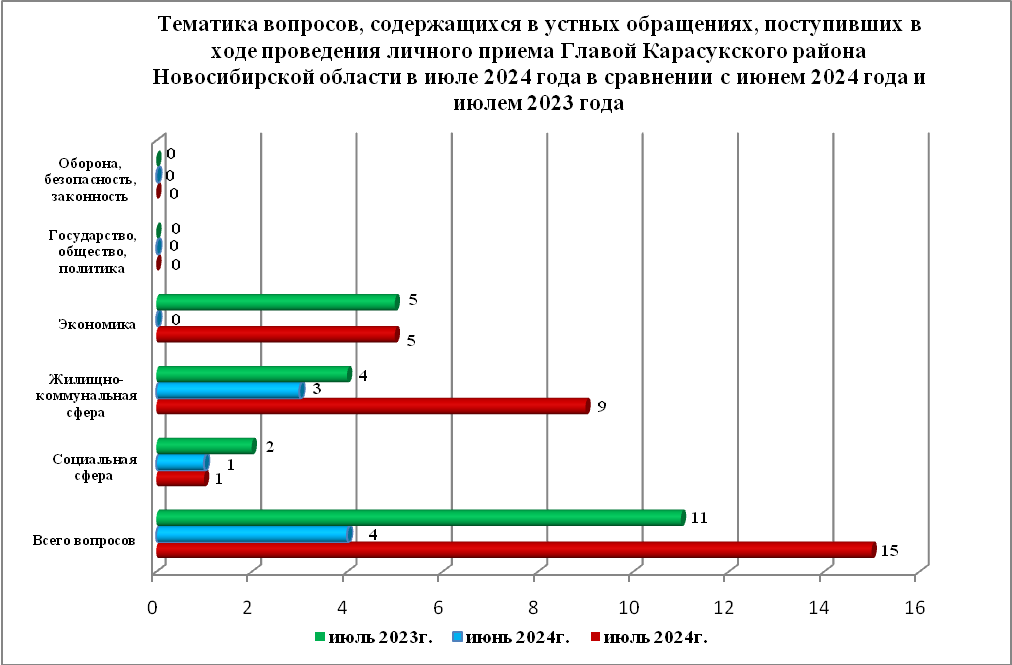 Тематика вопросов, содержащихся в устных обращениях, поступивших в
ходе проведения личного приема Главой Карасукского района
Новосибирской области в июле 2024 года в сравнении с июнем 2024 года и
июлем 2023 года
Оборона,
безопасность,
законность
0
0
0
Государство,
общество,
политика
0
0
0
Экономика
5
0
5
Жилищно-
коммунальная
сфера
4
3
9
Социальная
сфера
2
1
1
Всего вопросов
11
4
15
0 2 4 6 8 10 12 14 16
июль 2023г. июнь 2024г. июль 2024г.